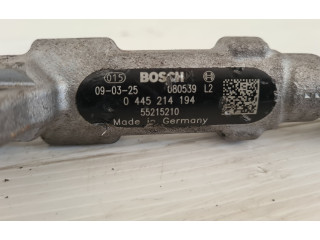 015 BOSCH
09-03-25 080539 L2
0 445 214 194
55215210
Made in Germany